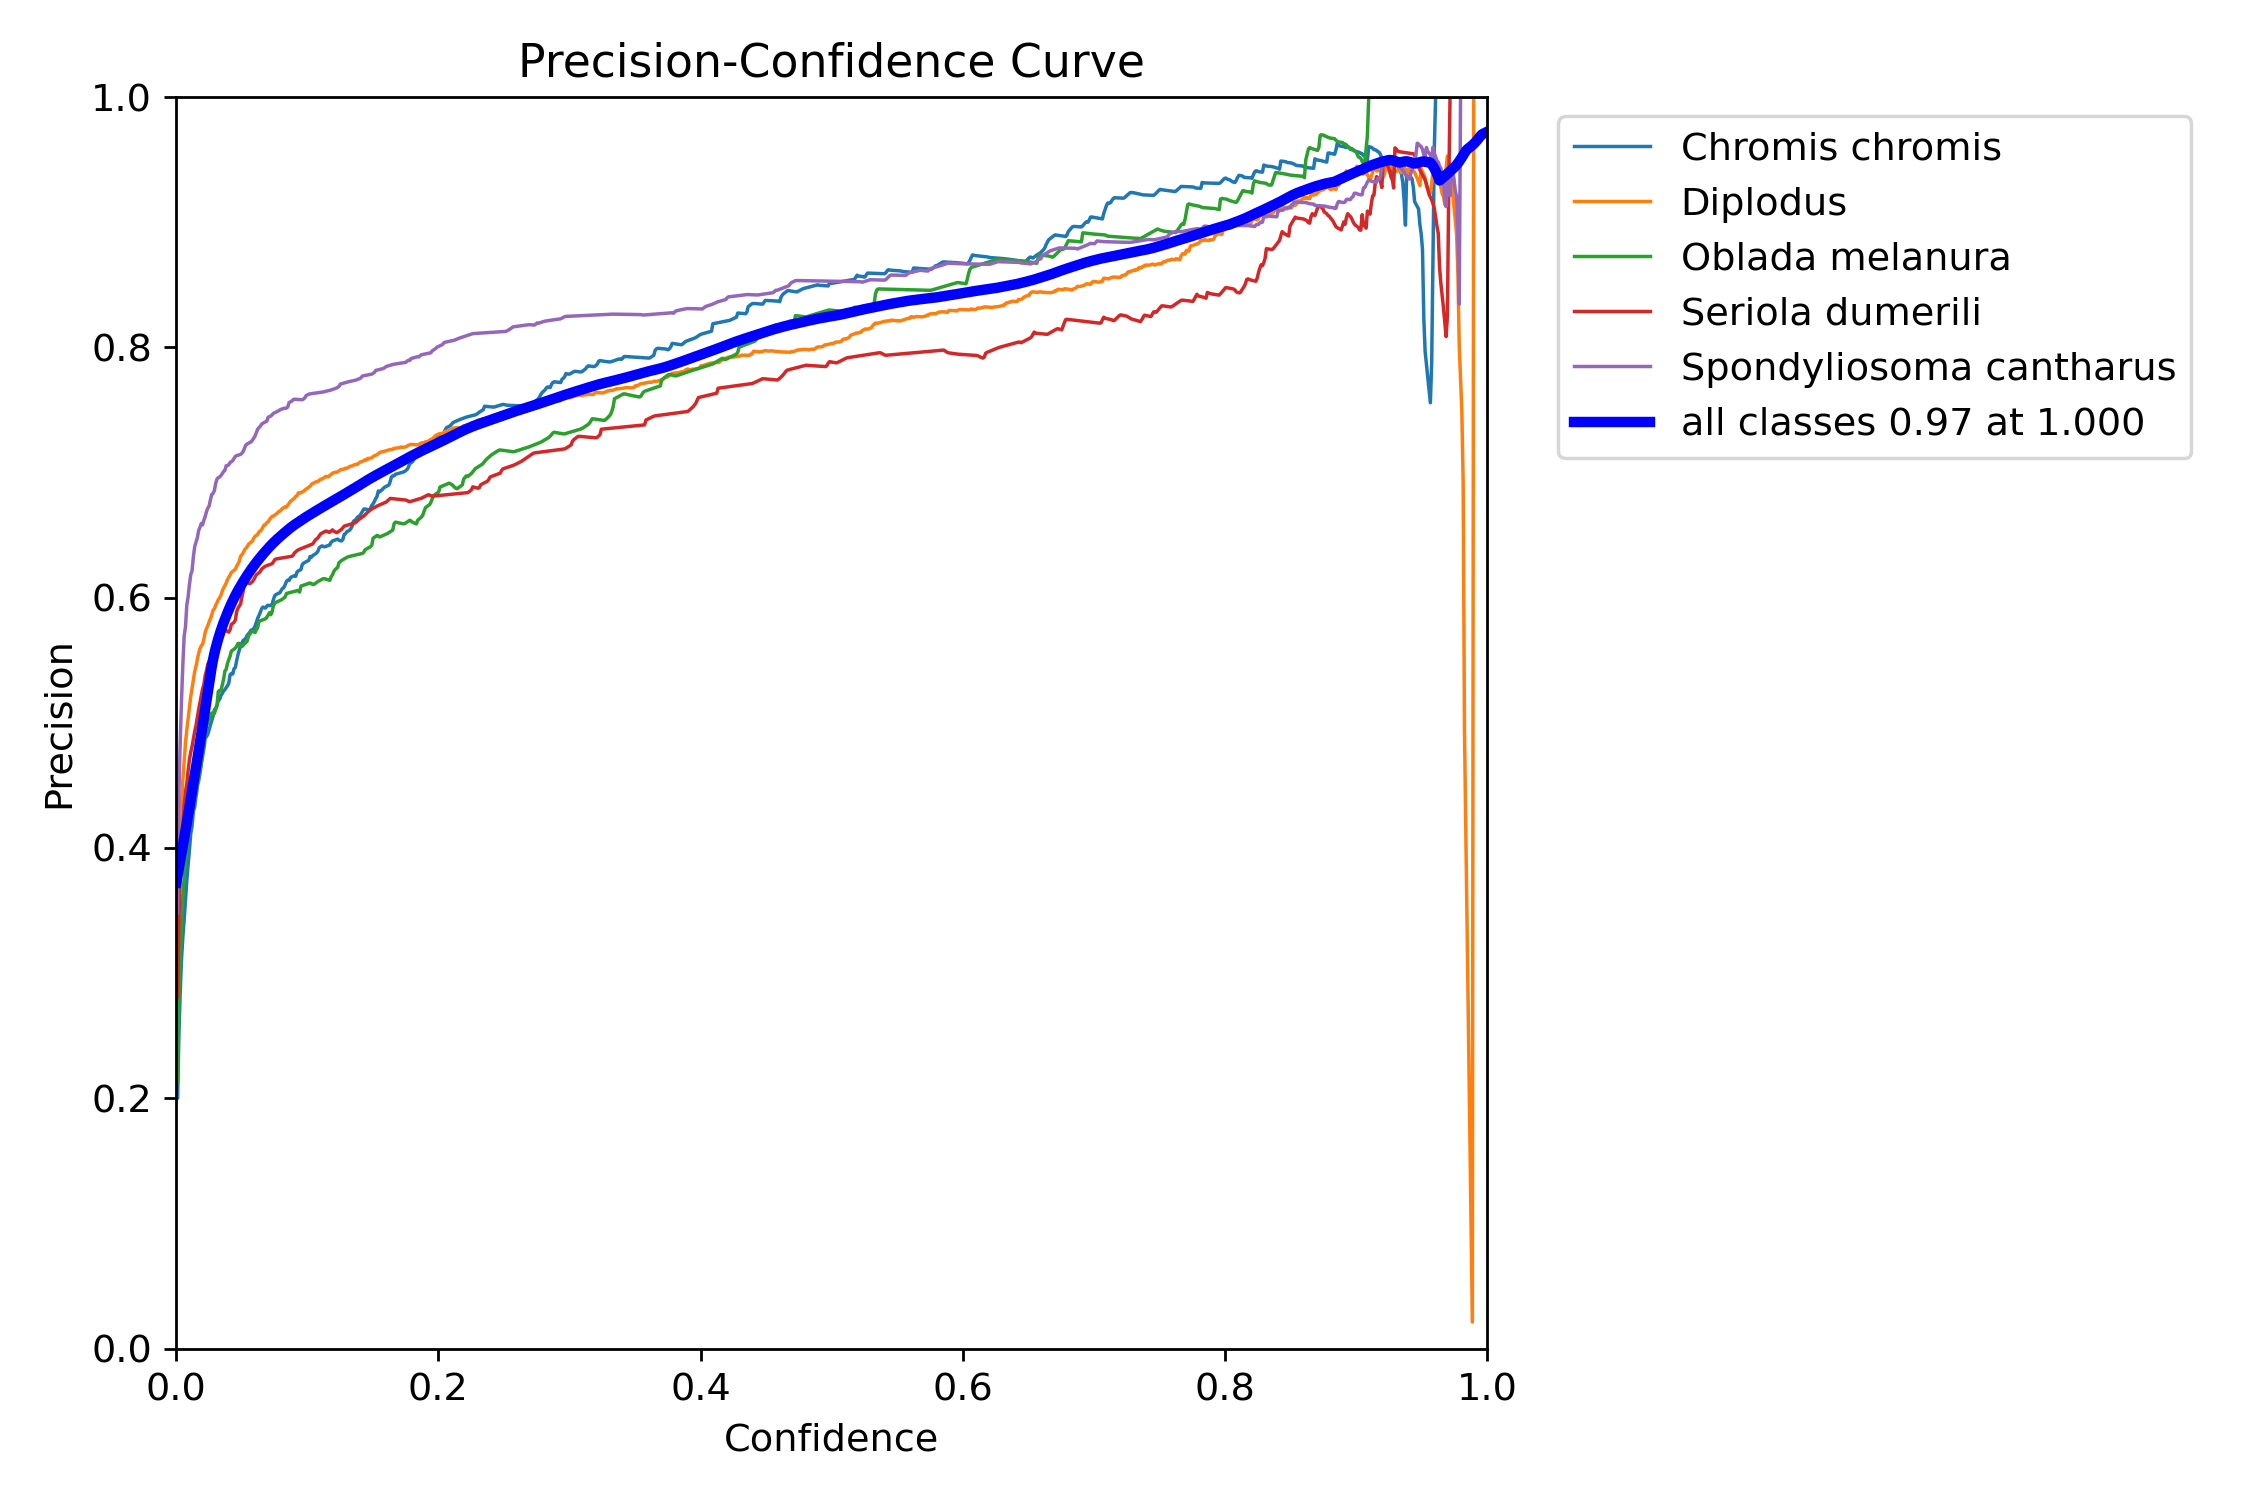 Precision-Confidence Curve
1.0
0.8
0.6
0.4
0.2
0.0
Precision
0.0 0.2 0.4 0.6 0.8 1.0
Confidence
Chromis chromis
Diplodus
Oblada melanura
Seriola dumerili
Spondyliosoma cantharus
all classes 0.97 at 1.000